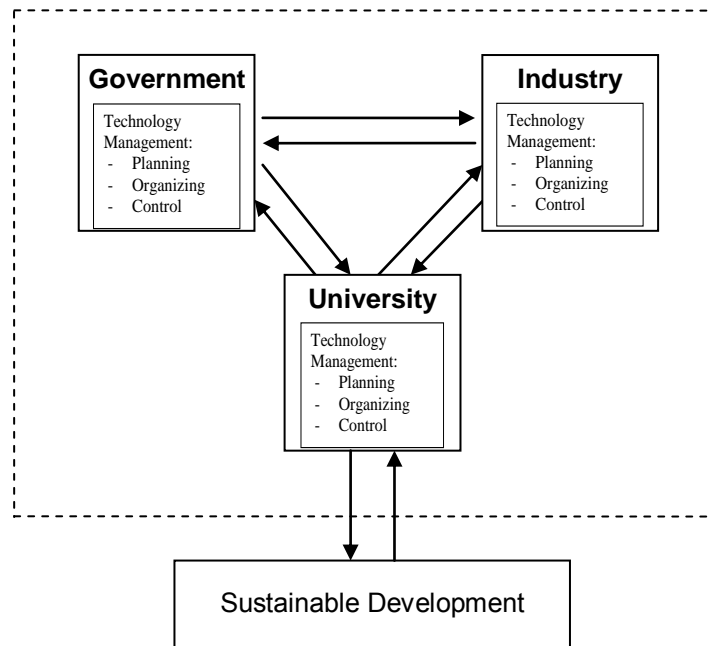 Government
Technology
Management:
- Planning
- Organizing
- Control
Industry
Technology
Management:
- Planning
- Organizing
- Control
University
Technology
Management:
- Planning
- Organizing
- Control
Sustainable Development